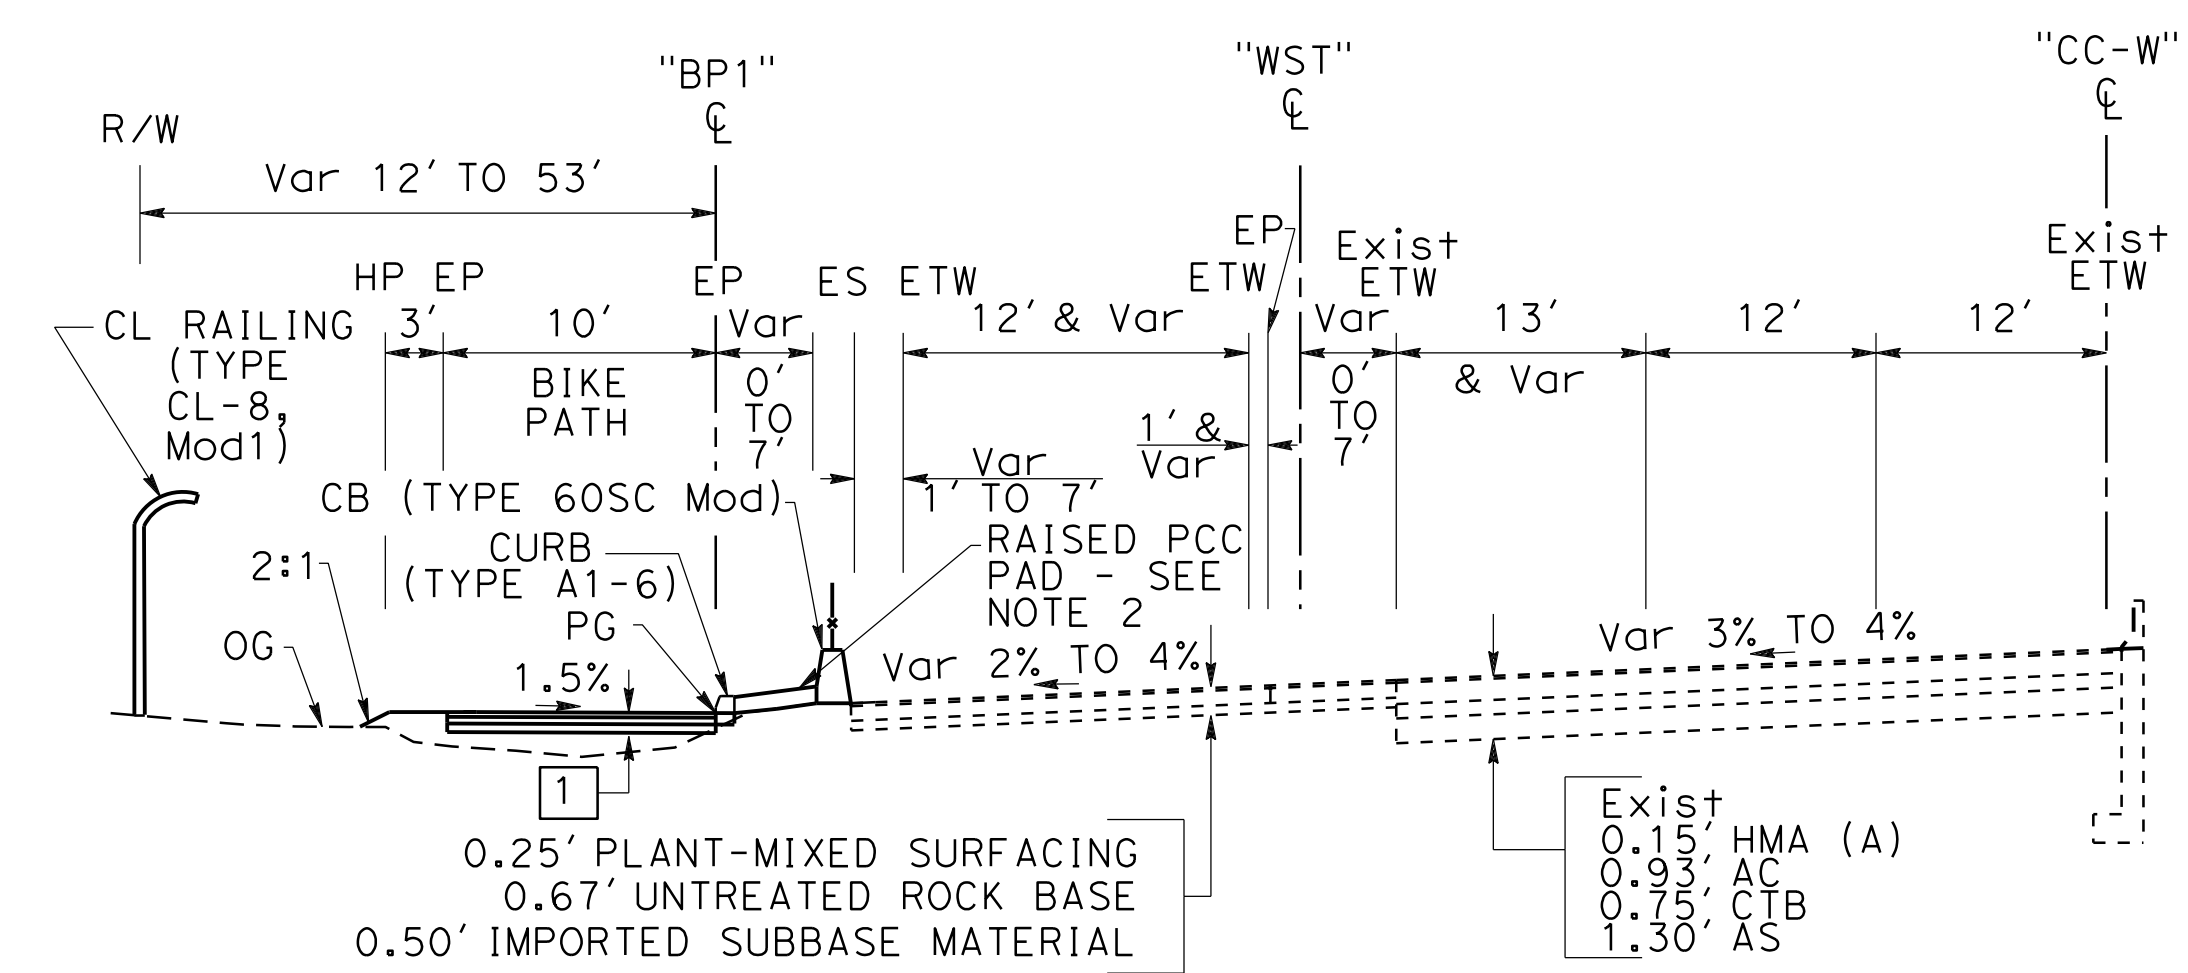 "BP1"
℄
"WST"
℄
"CC-W"
℄
R/W
Var 12' TO 53'
HP EP
EP
ES ETW
ETW
EP
Exist
ETW
Exist
ETW
3'
10'
BIKE
PATH
Var
0'
TO
7'
12' & Var
Var
0'
TO
7'
13'
& Var
12'
12'
1' &
Var
Var
1' TO 7'
CL RAILING
(TYPE
CL-8,
Mod1)
CB (TYPE 60SC Mod)
CURB
(TYPE A1-6)
PG
2:1
OG
1.5%
RAISED PCC
PAD - SEE
NOTE 2
Var 2% TO 4%
Var 3% TO 4%
1
0.25' PLANT-MIXED SURFACING
0.67' UNTREATED ROCK BASE
0.50' IMPORTED SUBBASE MATERIAL
Exist
0.15' HMA (A)
0.93' AC
0.75' CTB
1.30' AS